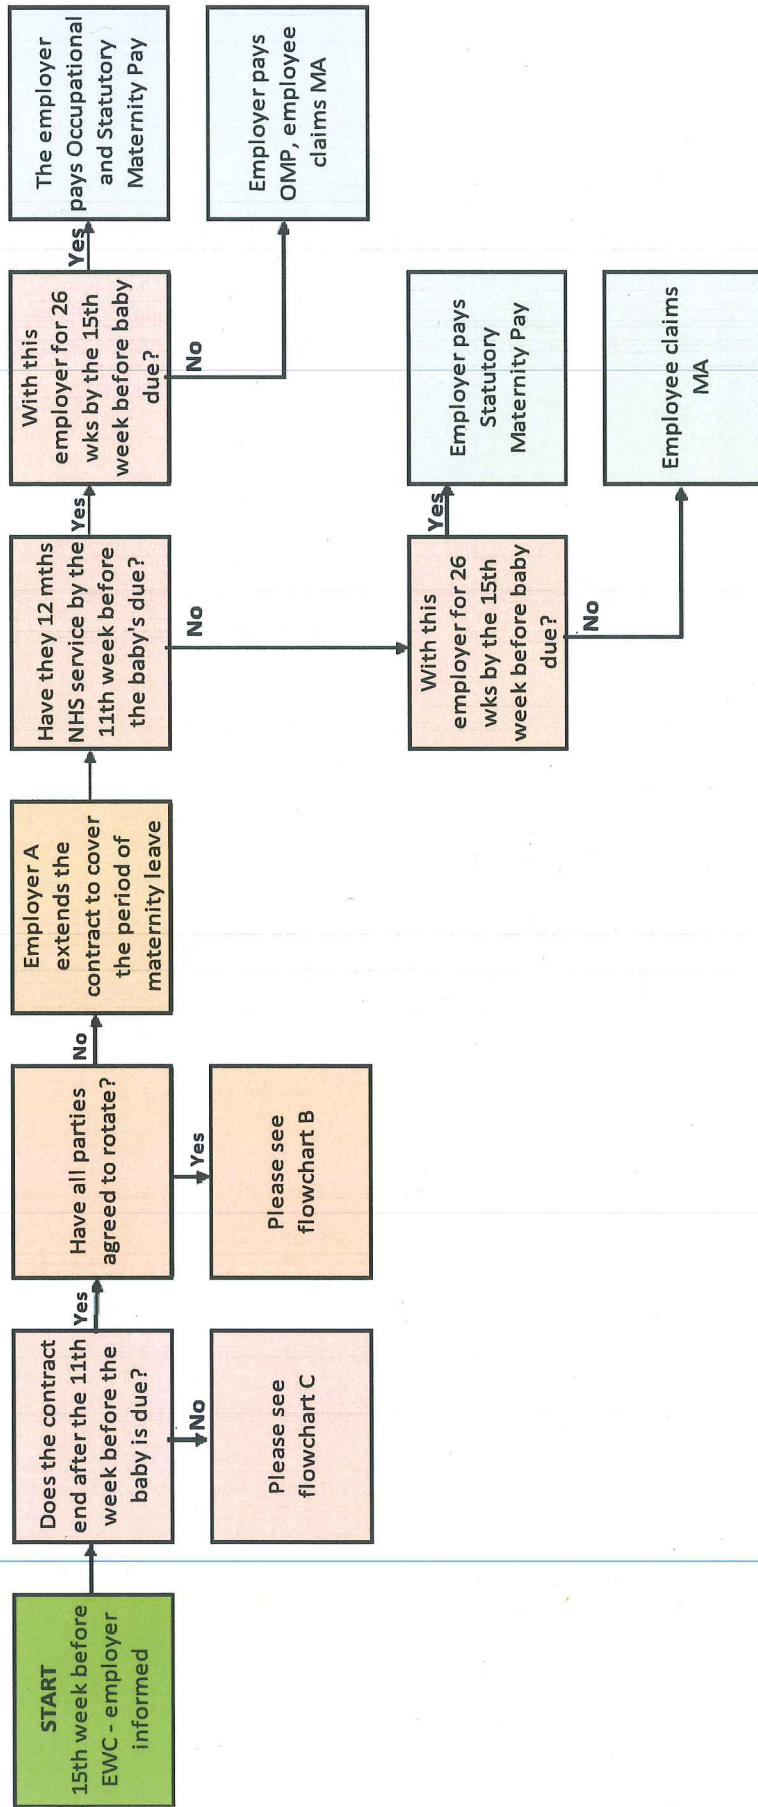 START
15th week before
EWC - employer
informed
Does the contract
end after the 11th
week before the
baby is due?
Yes
No
Please see
flowchart C
Have all parties
agreed to rotate?
No
Yes
Please see
flowchart B
Employer A
extends the
contract to cover
the period of
maternity leave
Have they 12 mths
NHS service by the
11th week before
the baby's due?
Yes
No
With this
employer for 26
wks by the 15th
week before baby
due?
Yes
No
The employer
pays Occupational
and Statutory
Maternity Pay
Employer pays
OMP, employee
claims MA
With this
employer for 26
wks by the 15th
week before baby
due?
Yes
No
Employer pays
Statutory
Maternity Pay
Employee claims
MA